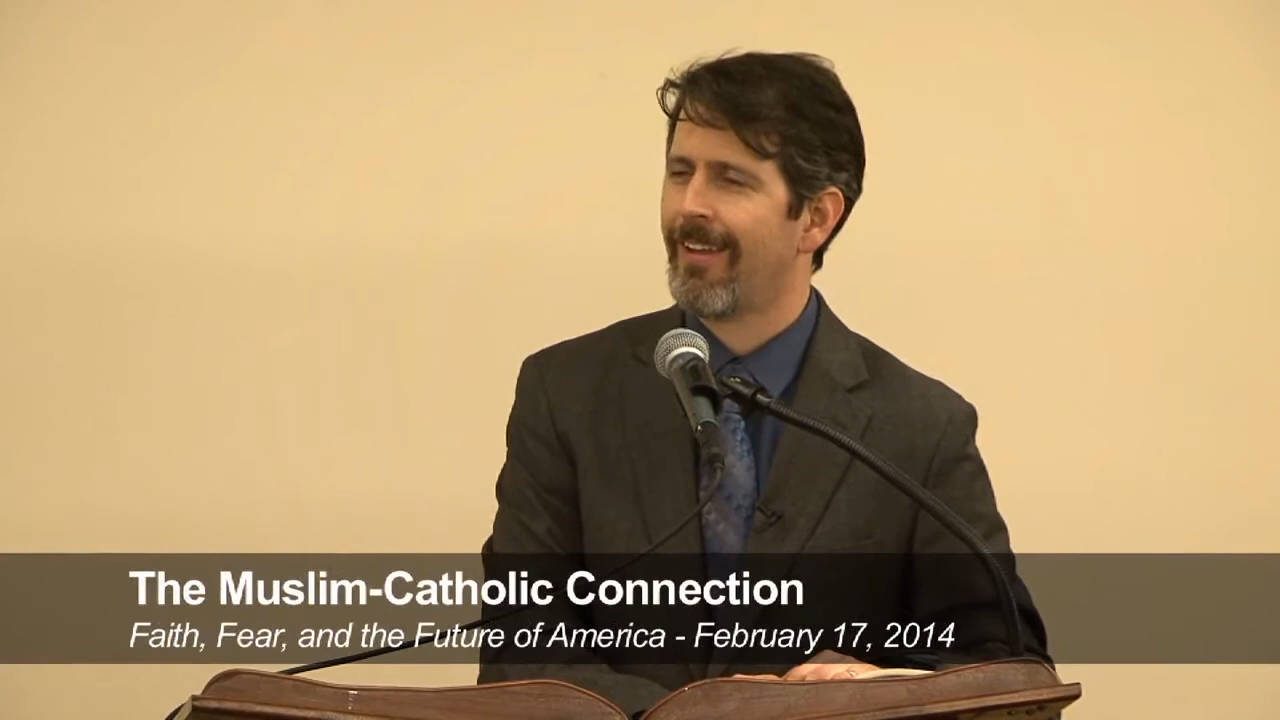 The Muslim-Catholic Connection
Faith, Fear, and the Future of America - February 17, 2014